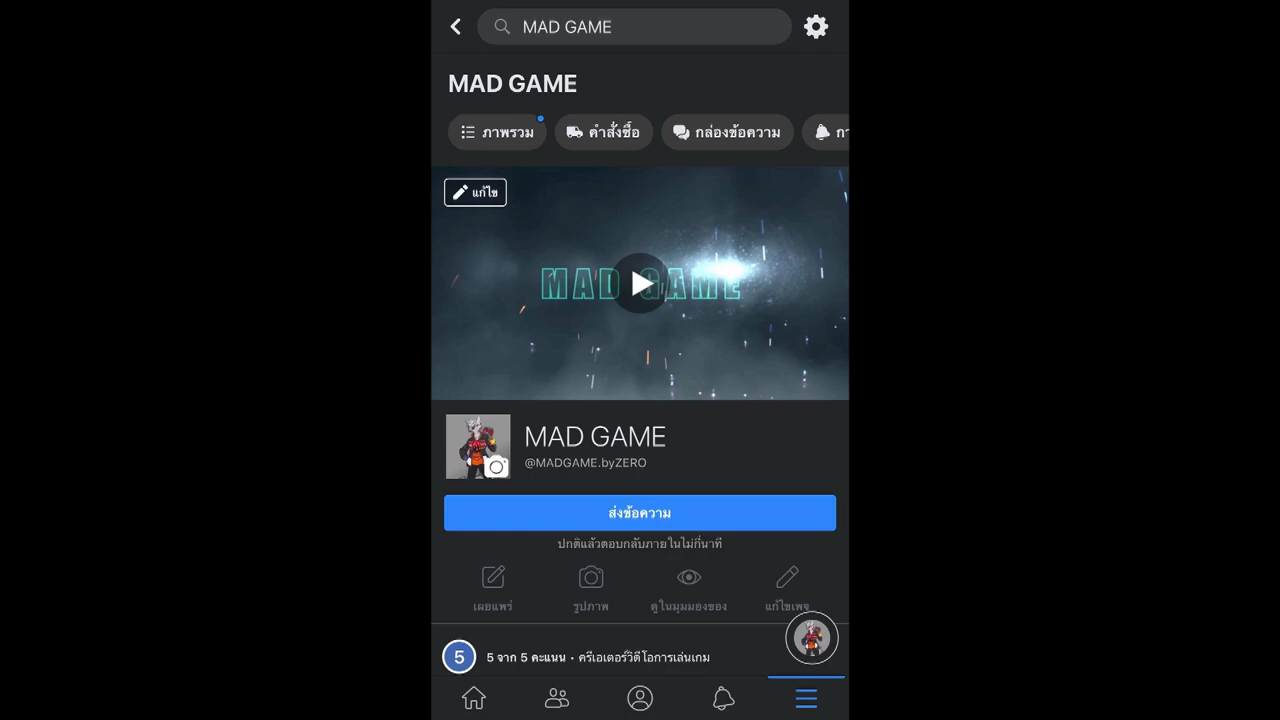 MAD GAME
MAD GAME
ภาพรวม
คำสั่งซื้อ
กล่องข้อความ
แก้ไข
MAD GAME
MAD GAME
@MADGAME.byZERO
ส่งข้อความ
ปกติแล้วตอบกลับภายในไม่กี่นาที
เผยแพร่
รูปภาพ
ดูในมุมมองของ
แก้ไขเพจ
5
5 จาก 5 คะแนน · ครีเอเตอร์วิดีโอการเล่นเกม